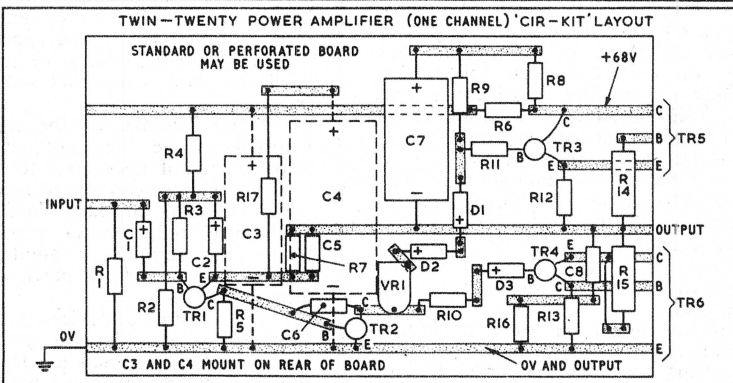 TWIN—TWENTY POWER AMPLIFIER (ONE CHANNEL) 'CIR-KIT' LAYOUT
STANDARD OR PERFORATED BOARD
MAY BE USED
+68V
R9
R8
C
C7
R6
C
B
TR5
R4
R11
B
TR3
E
E
R17
C4
R12
R
14
INPUT
R3
D1
OUTPUT
C
1
C2
C3
C5
R7
D2
TR4
E
C8
C
R
1
B
E
VR1
D3
B
C
R
15
B
TR6
R2
TR1
C
R
5
C6
C
B
TR2
R10
R16
R13
0V
E
E
C3 AND C4 MOUNT ON REAR OF BOARD
0V AND OUTPUT